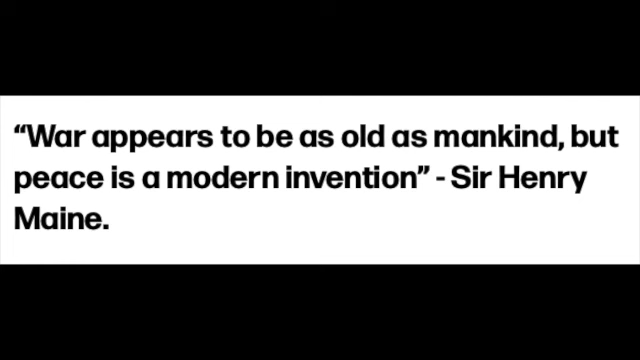 “War appears to be as old as mankind, but
peace is a modern invention” - Sir Henry
Maine.